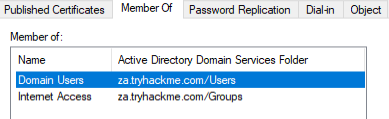 Published Certificates Member Of Password Replication Dial-in Object
Member of:
Name Active Directory Domain Services Folder
Domain Users za.tryhackme.com/Users
Internet Access za.tryhackme.com/Groups